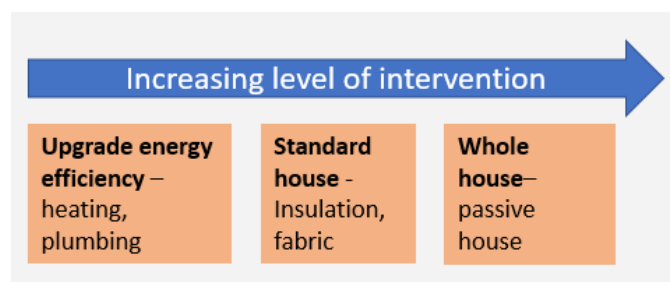 Increasing level of intervention
Upgrade energy
efficiency –
heating,
plumbing
Standard
house -
Insulation,
fabric
Whole
house–
passive
house